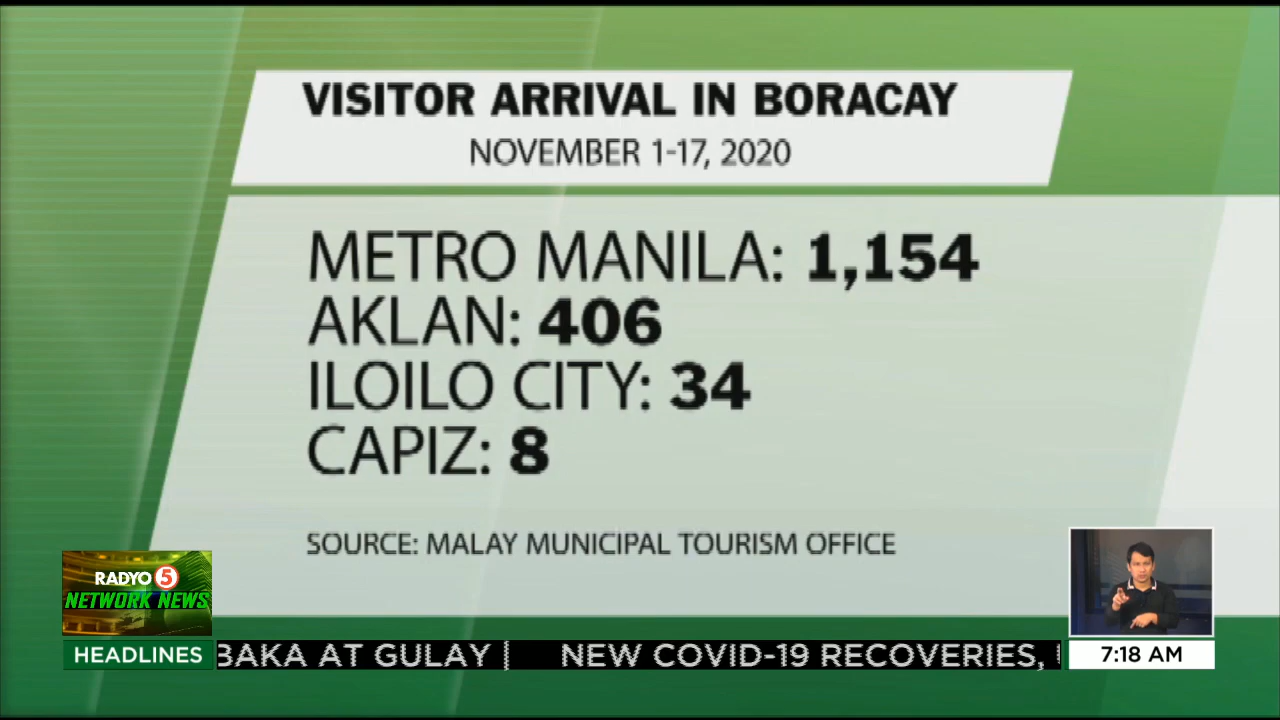 VISITOR ARRIVAL IN BORACAY
NOVEMBER 1-17, 2020
METRO MANILA: 1,154
AKLAN: 406
ILOILO CITY: 34
CAPIZ: 8
SOURCE: MALAY MUNICIPAL TOURISM OFFICE
RADYO 5
NETWORK NEWS
HEADLINES
BAKA AT GULAY | NEW COVID-19 RECOVERIES,
7:18 AM